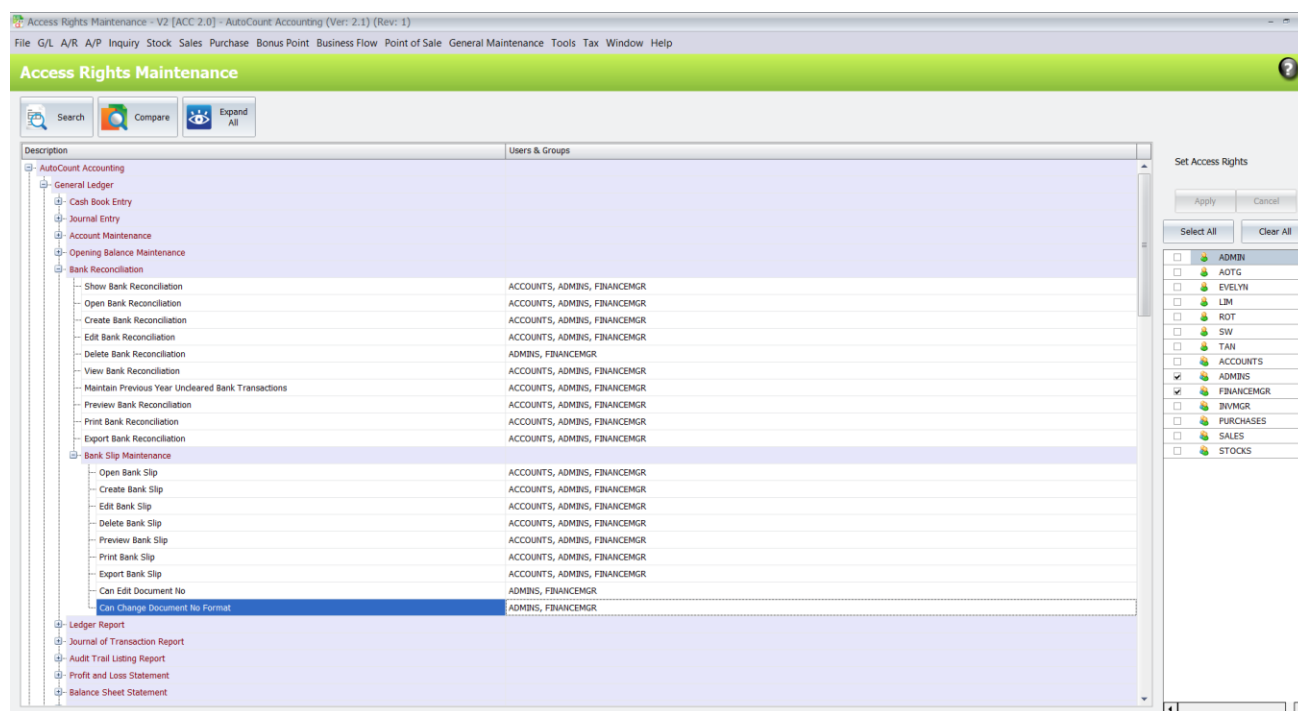 Access Rights Maintenance - V2 [ACC 2.0] - AutoCount Accounting (Ver: 2.1) (Rev: 1)
File G/L A/R A/P Inquiry Stock Sales Purchase Bonus Point Business Flow Point of Sale General Maintenance Tools Tax Window Help
Access Rights Maintenance
Search Compare Expand All
Description Users & Groups
AutoCount Accounting
General Ledger
Cash Book Entry
Journal Entry
Account Maintenance
Opening Balance Maintenance
Bank Reconciliation
Show Bank Reconciliation ACCOUNTS, ADMINS, FINANCEMGR
Open Bank Reconciliation ACCOUNTS, ADMINS, FINANCEMGR
Create Bank Reconciliation ACCOUNTS, ADMINS, FINANCEMGR
Edit Bank Reconciliation ACCOUNTS, ADMINS, FINANCEMGR
Delete Bank Reconciliation ADMINS, FINANCEMGR
View Bank Reconciliation ACCOUNTS, ADMINS, FINANCEMGR
Maintain Previous Year Uncleared Bank Transactions ACCOUNTS, ADMINS, FINANCEMGR
Preview Bank Reconciliation ACCOUNTS, ADMINS, FINANCEMGR
Print Bank Reconciliation ACCOUNTS, ADMINS, FINANCEMGR
Export Bank Reconciliation ACCOUNTS, ADMINS, FINANCEMGR
Bank Slip Maintenance
Open Bank Slip ACCOUNTS, ADMINS, FINANCEMGR
Create Bank Slip ACCOUNTS, ADMINS, FINANCEMGR
Edit Bank Slip ACCOUNTS, ADMINS, FINANCEMGR
Delete Bank Slip ACCOUNTS, ADMINS, FINANCEMGR
Preview Bank Slip ACCOUNTS, ADMINS, FINANCEMGR
Print Bank Slip ACCOUNTS, ADMINS, FINANCEMGR
Export Bank Slip ACCOUNTS, ADMINS, FINANCEMGR
Can Edit Document No ADMINS, FINANCEMGR
Can Change Document No Format ADMINS, FINANCEMGR
Ledger Report
Journal of Transaction Report
Audit Trail Listing Report
Profit and Loss Statement
Balance Sheet Statement
Set Access Rights
Apply Cancel
Select All Clear All
ADMIN
AOTG
EVELYN
LIM
ROT
SW
TAN
ACCOUNTS
ADMINS
FINANCEMGR
INVMGR
PURCHASES
SALES
STOCKS